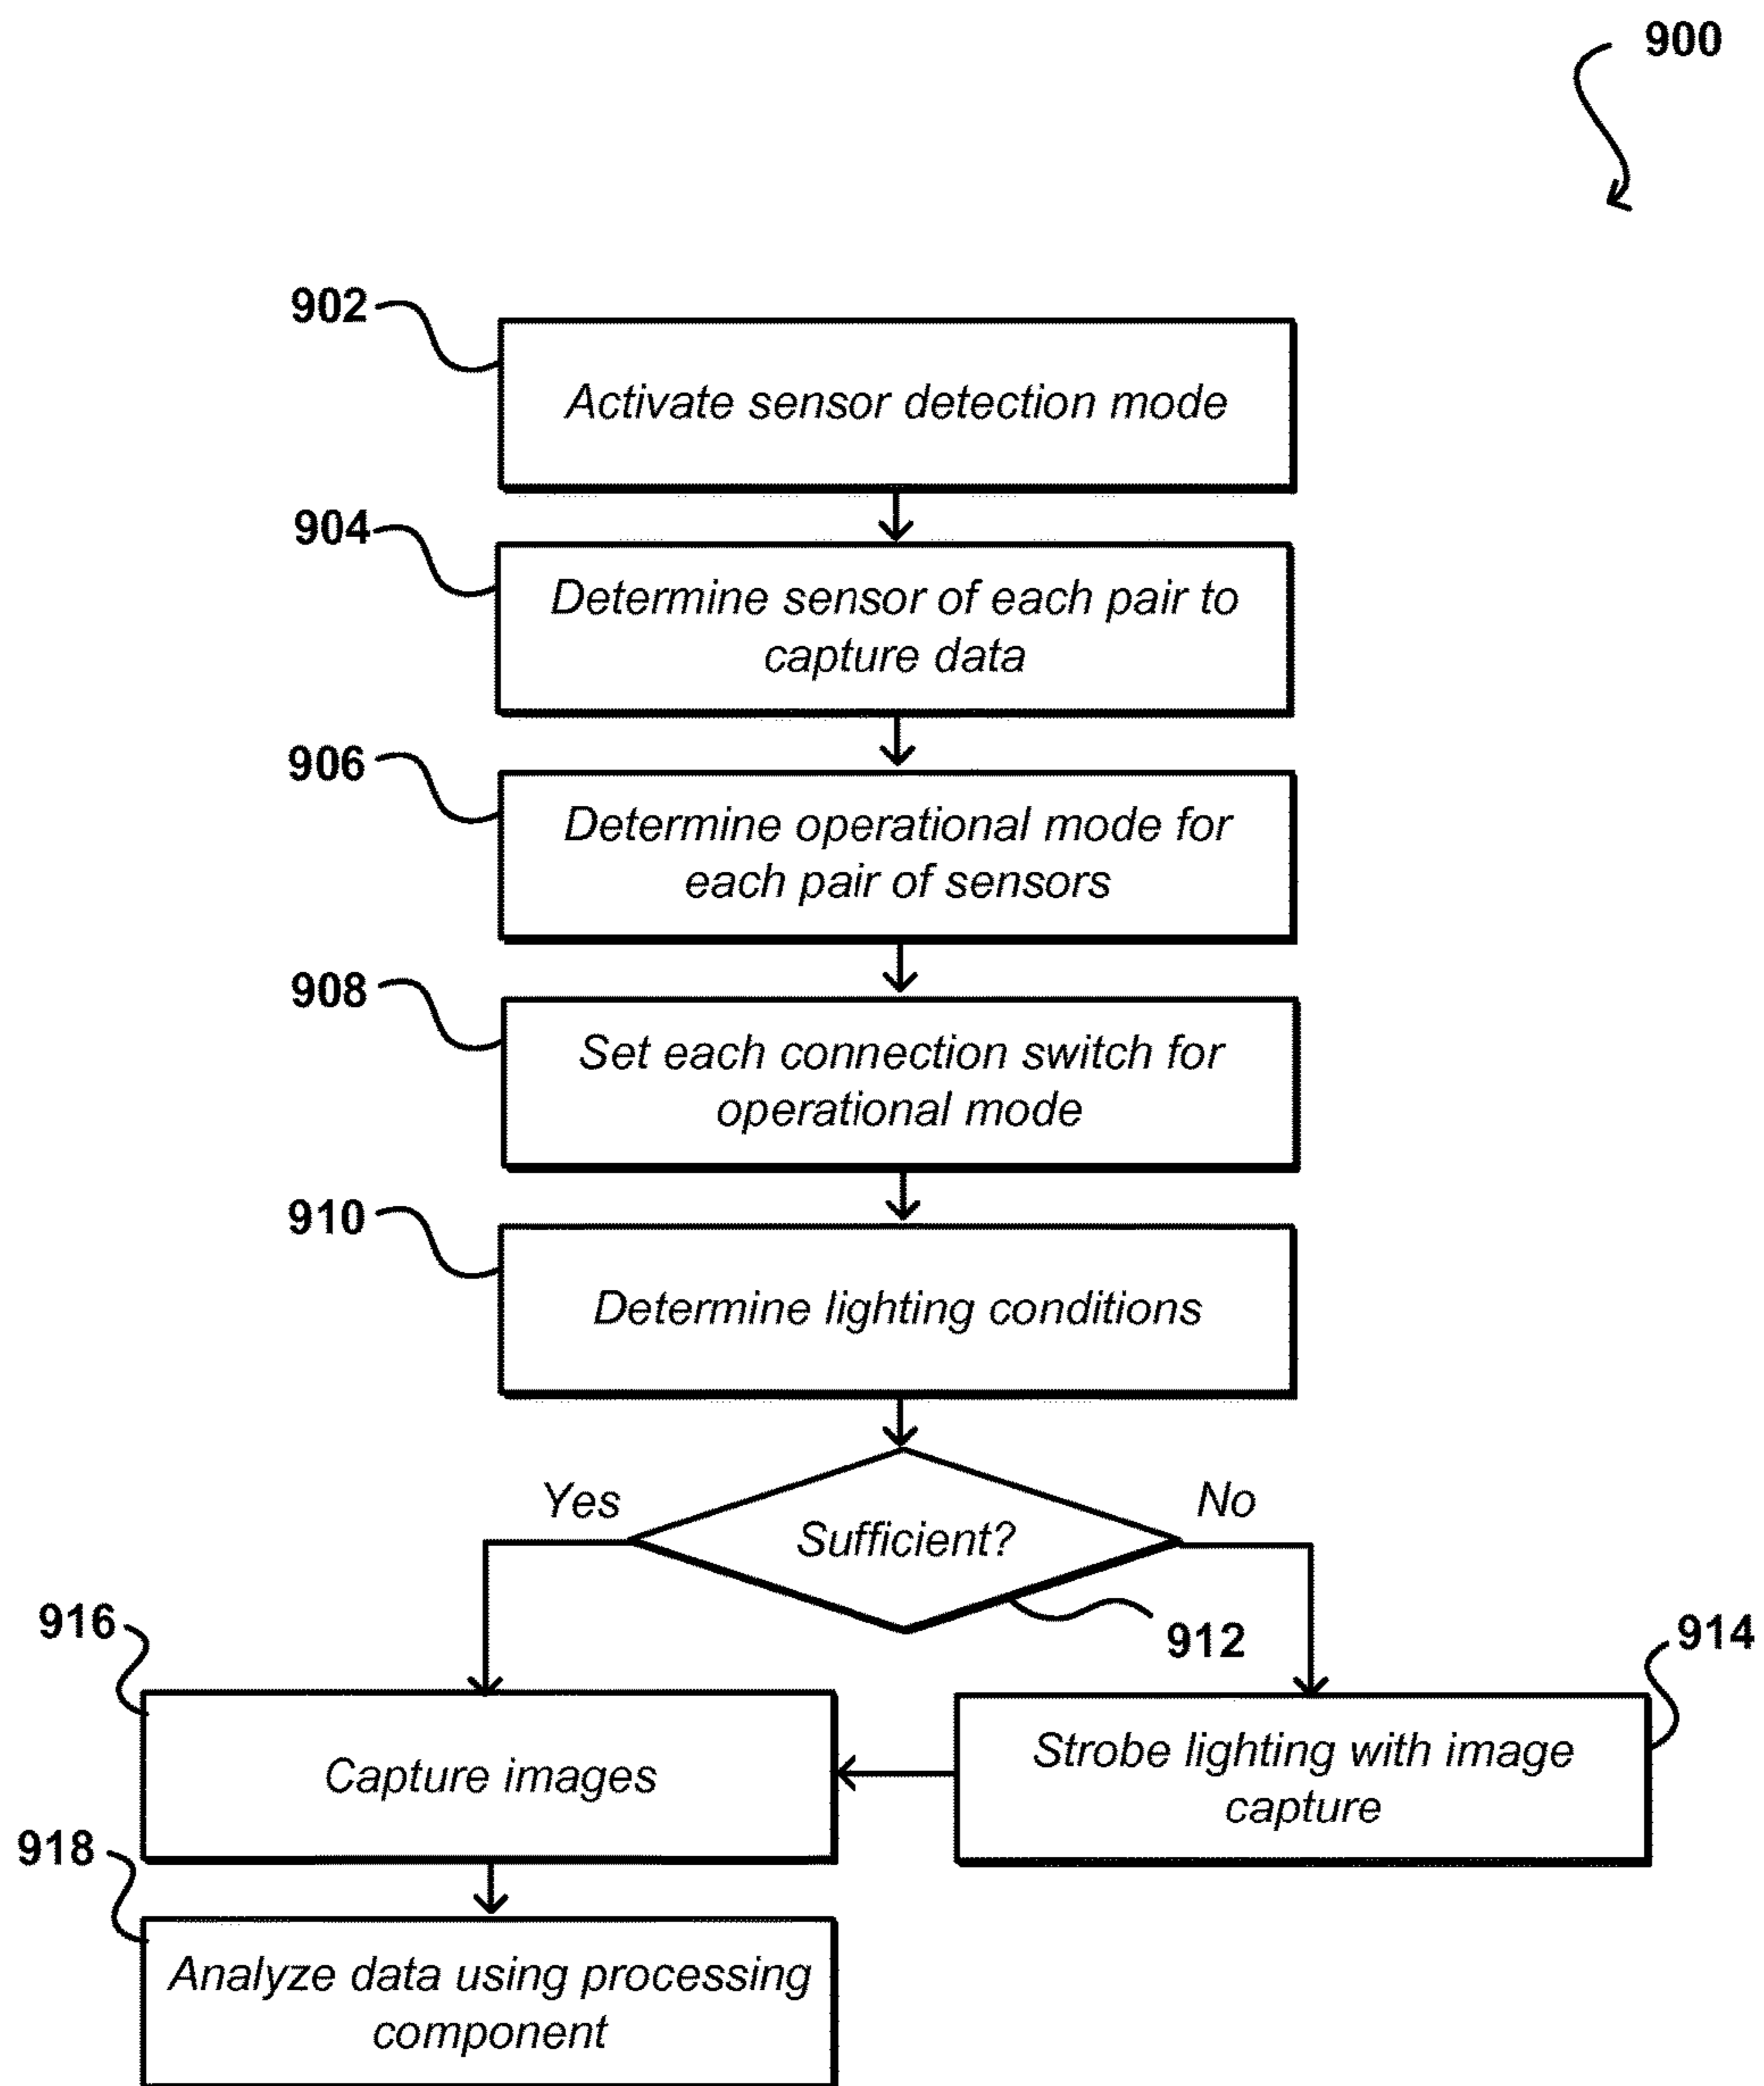 900
902
Activate sensor detection mode
904
Determine sensor of each pair to
capture data
906
Determine operational mode for
each pair of sensors
908
Set each connection switch for
operational mode
910
Determine lighting conditions
Yes
No
Sufficient?
912
916
914
Capture images
Strobe lighting with image
capture
918
Analyze data using processing
component